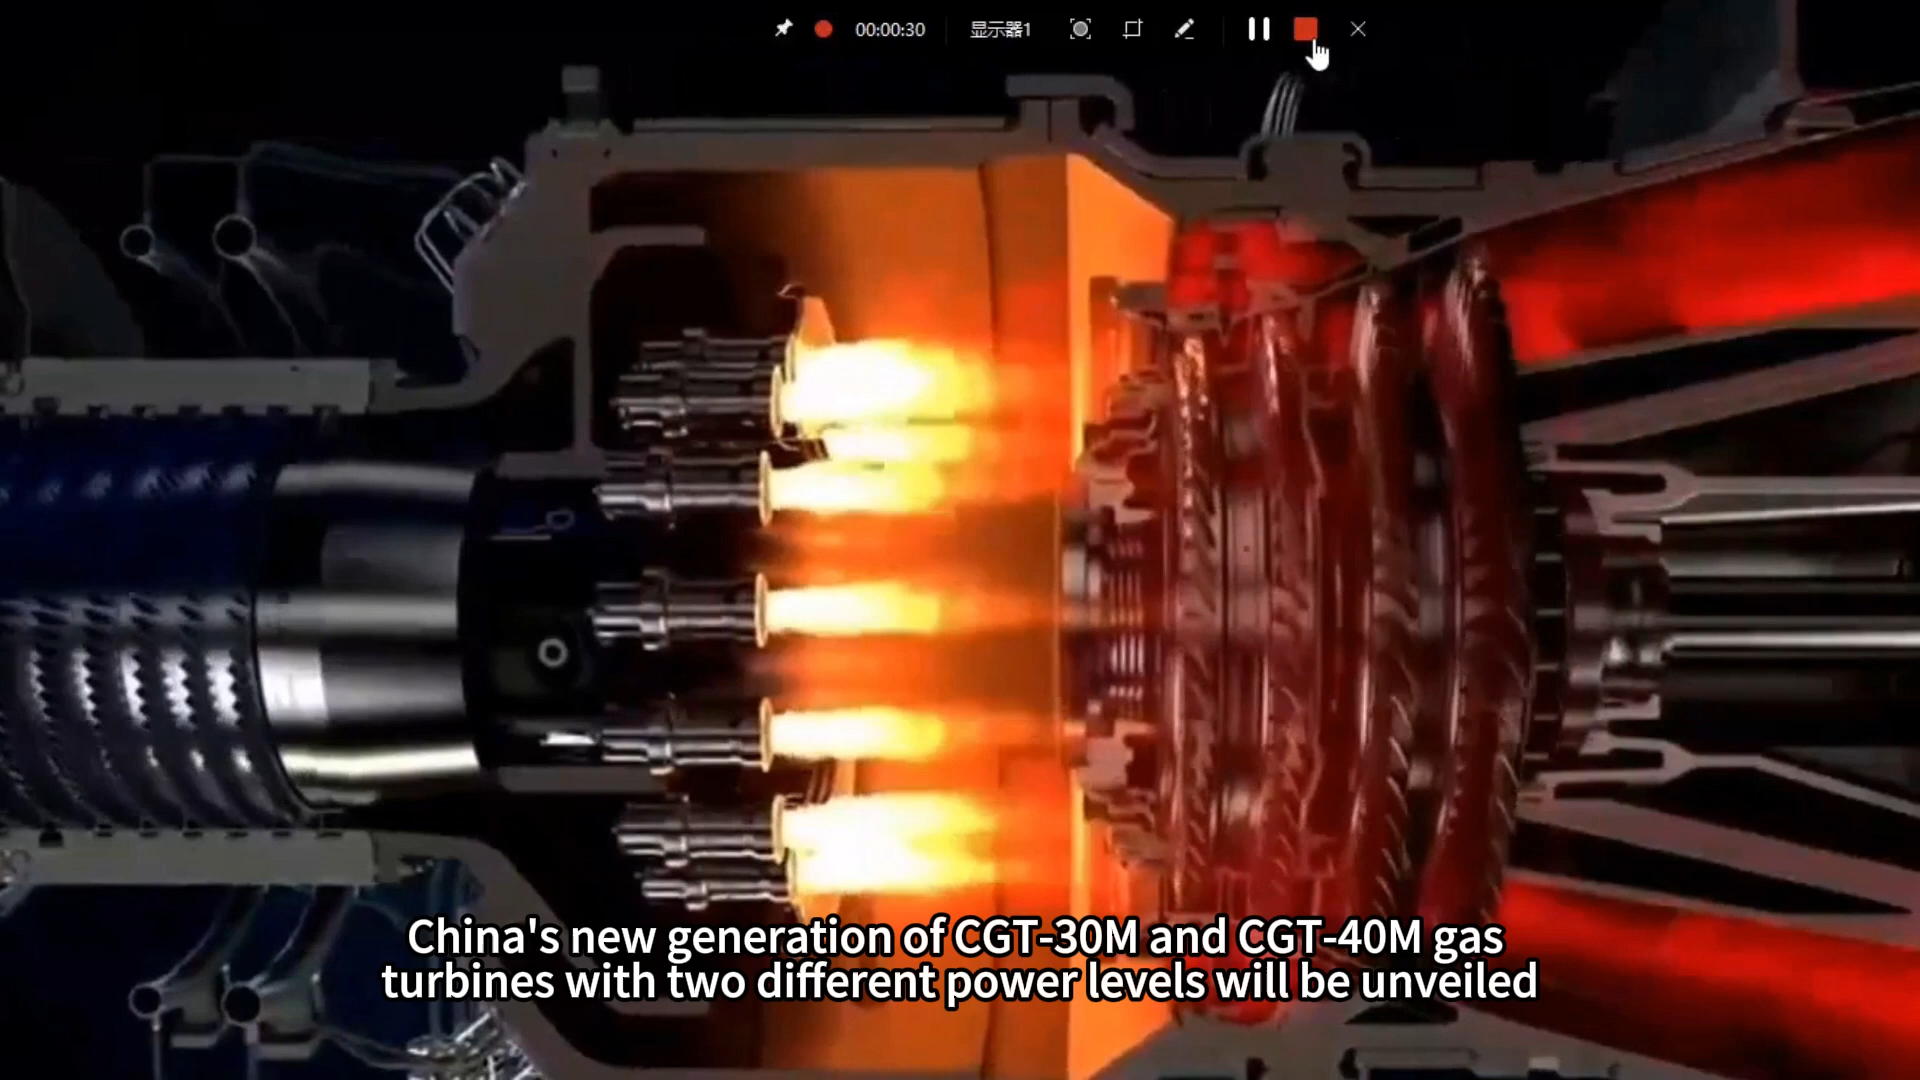 00:00:30 显示器1
China's new generation of CGT-30M and CGT-40M gas
turbines with two different power levels will be unveiled